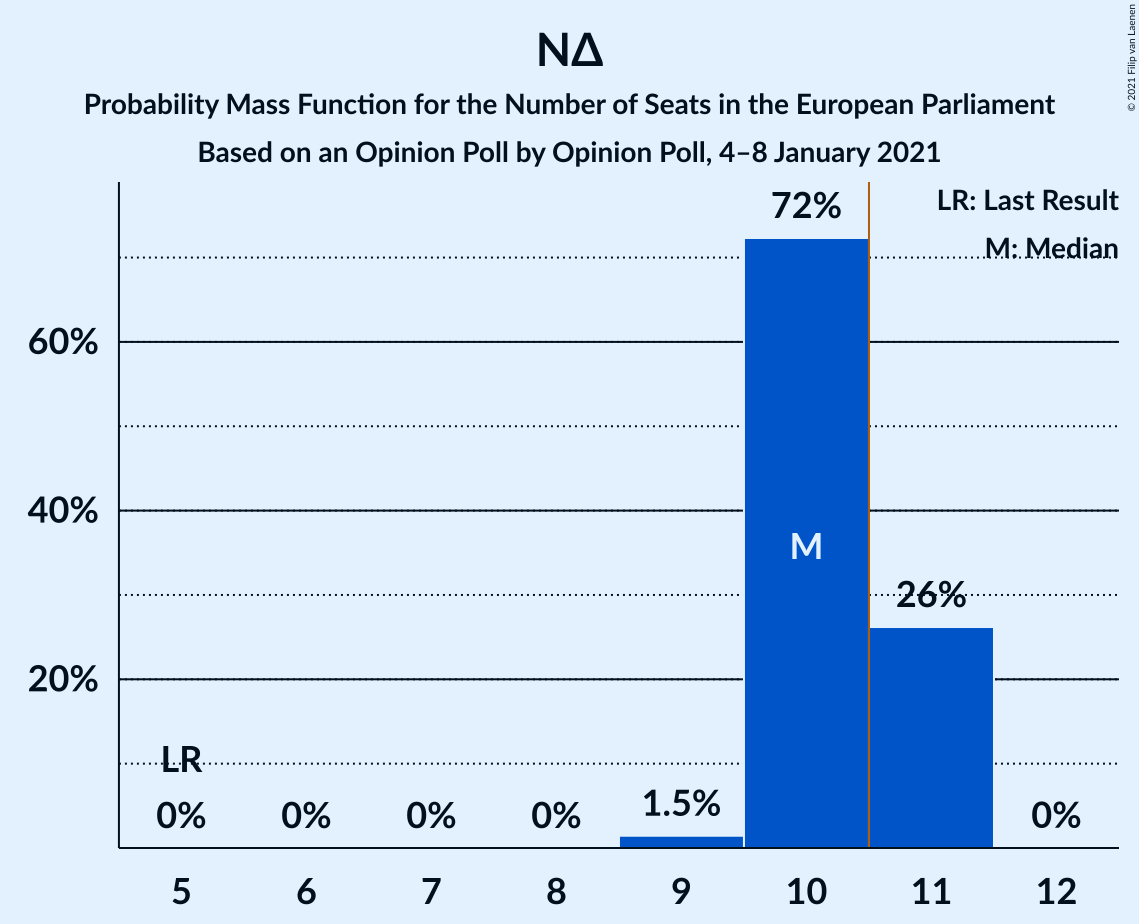 ΝΔ
Probability Mass Function for the Number of Seats in the European Parliament
Based on an Opinion Poll by Opinion Poll, 4–8 January 2021
© 2021 Filip van Laenen
LR: Last Result
M: Median
72%
60%
40%
M
26%
20%
LR
0%
0%
0%
0%
1.5%
0%
5
6
7
8
9
10
11
12